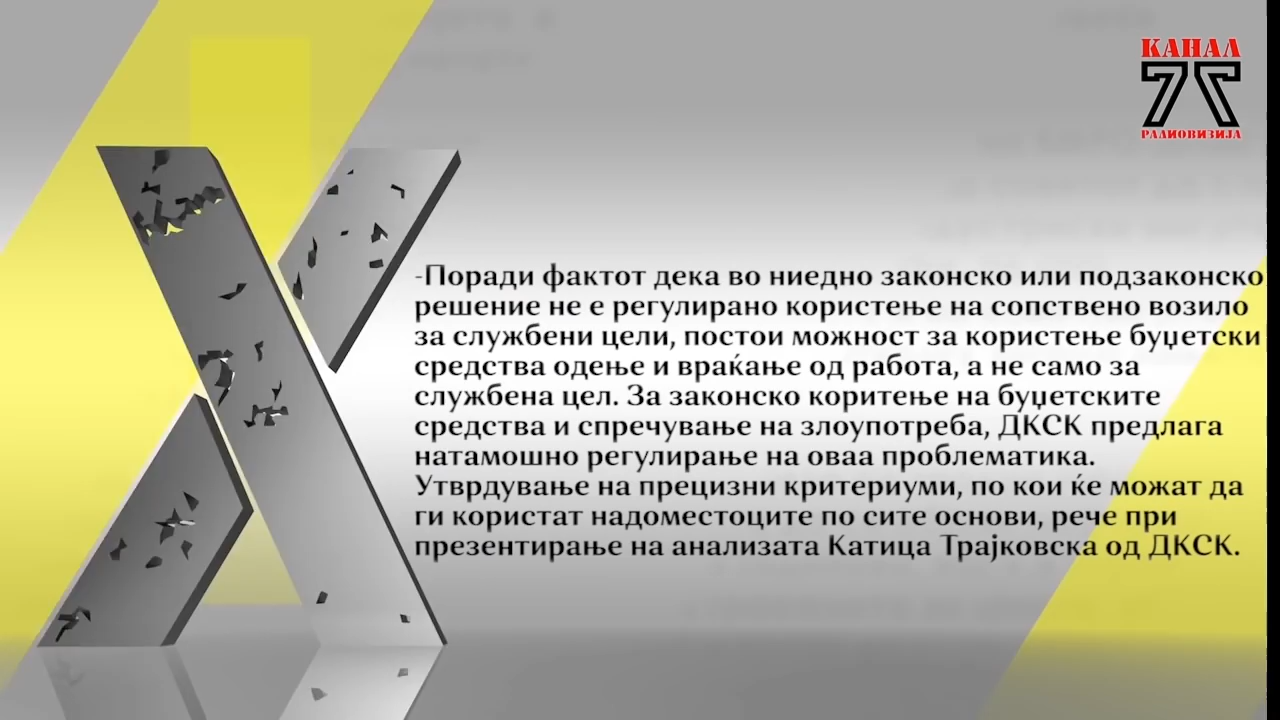 КАНАЛ
77
РАДИОВИЗИЈА
-Поради фактот дека во ниедно законско или подзаконско
решение не е регулирано користење на сопствено возило
за службени цели, постои можност за користење буџетски
средства одење и враќање од работа, а не само за
службена цел. За законско коритење на буџетските
средства и спречување на злоупотреба, ДКСК предлага
натамошно регулирање на оваа проблематика.
Утврдување на прецизни критериуми, по кои ќе можат да
ги користат надоместоците по сите основи, рече при
презентирање на анализата Катица Трајковска од ДКСК.